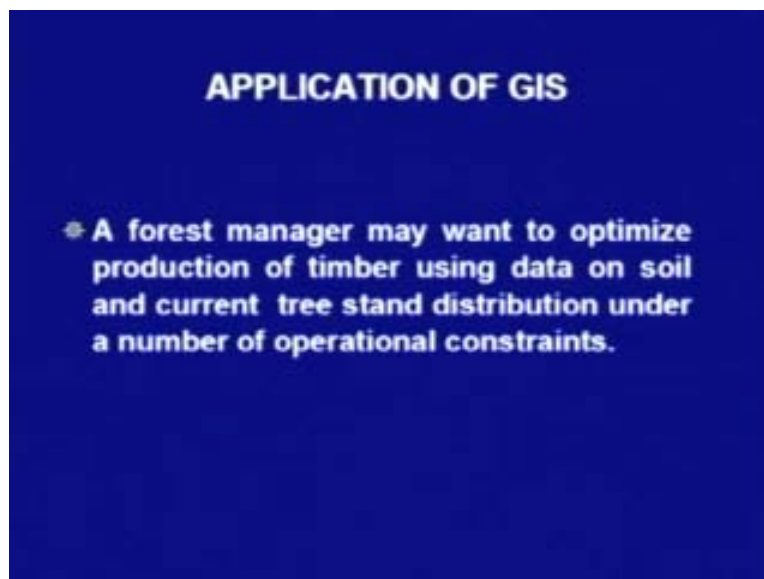 APPLICATION OF GIS
A forest manager may want to optimize
production of timber using data on soil
and current tree stand distribution under
a number of operational constraints.